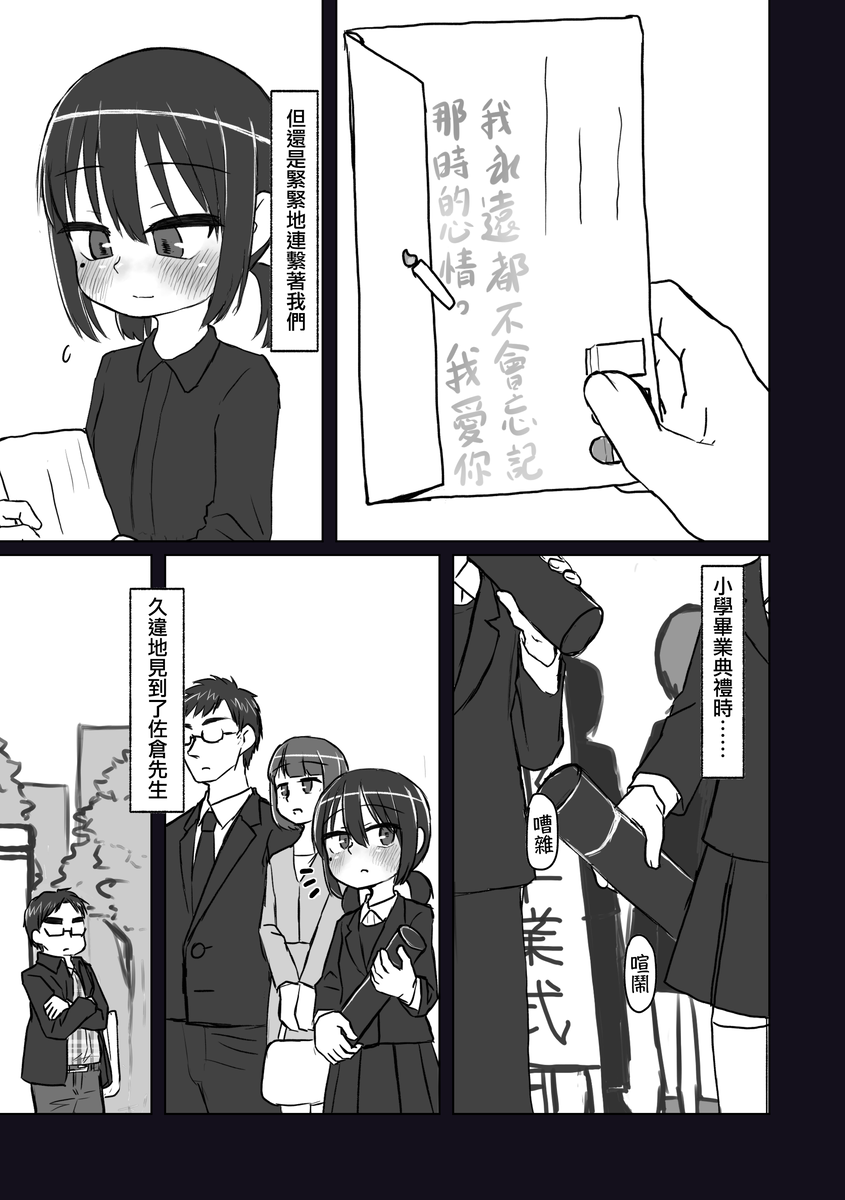 我永遠都不會忘記
那時的心情。我愛你
但還是緊緊地連繫著我們
小學畢業典禮時……
嘈雜
喧鬧
業式
久違地見到了佐倉先生